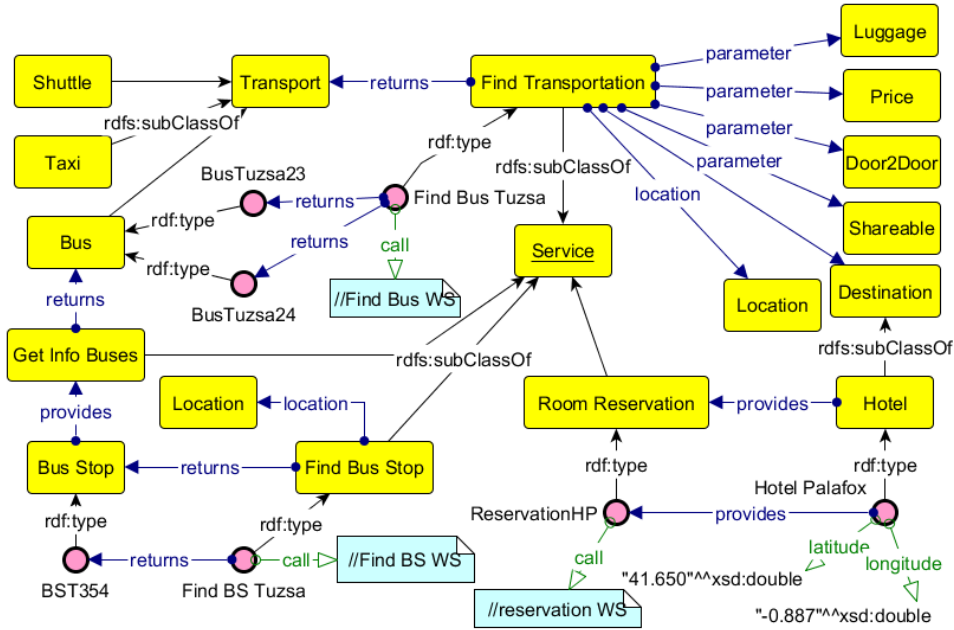 Luggage
parameter
Shuttle
Transport
returns
Find Transportation
parameter
Price
rdfs:subClassOf
rdf:type
parameter
Taxi
BusTuzsa23
rdfs:subClassOf
parameter
Door2Door
returns
Find Bus Tuzsa
location
rdf:type
Shareable
Bus
returns
call
Service
rdf:type
Destination
returns
//Find Bus WS
Location
BusTuzsa24
Get Info Buses
rdfs:subClassOf
rdfs:subClassOf
provides
Location
location
Room Reservation
provides
Hotel
Bus Stop
returns
Find Bus Stop
rdf:type
rdf:type
Hotel Palafox
rdf:type
rdf:type
ReservationHP
provides
returns
call
//Find BS WS
call
latitude
longitude
BST354
Find BS Tuzsa
"41.650"^^xsd:double
//reservation WS
"-0.887"^^xsd:double